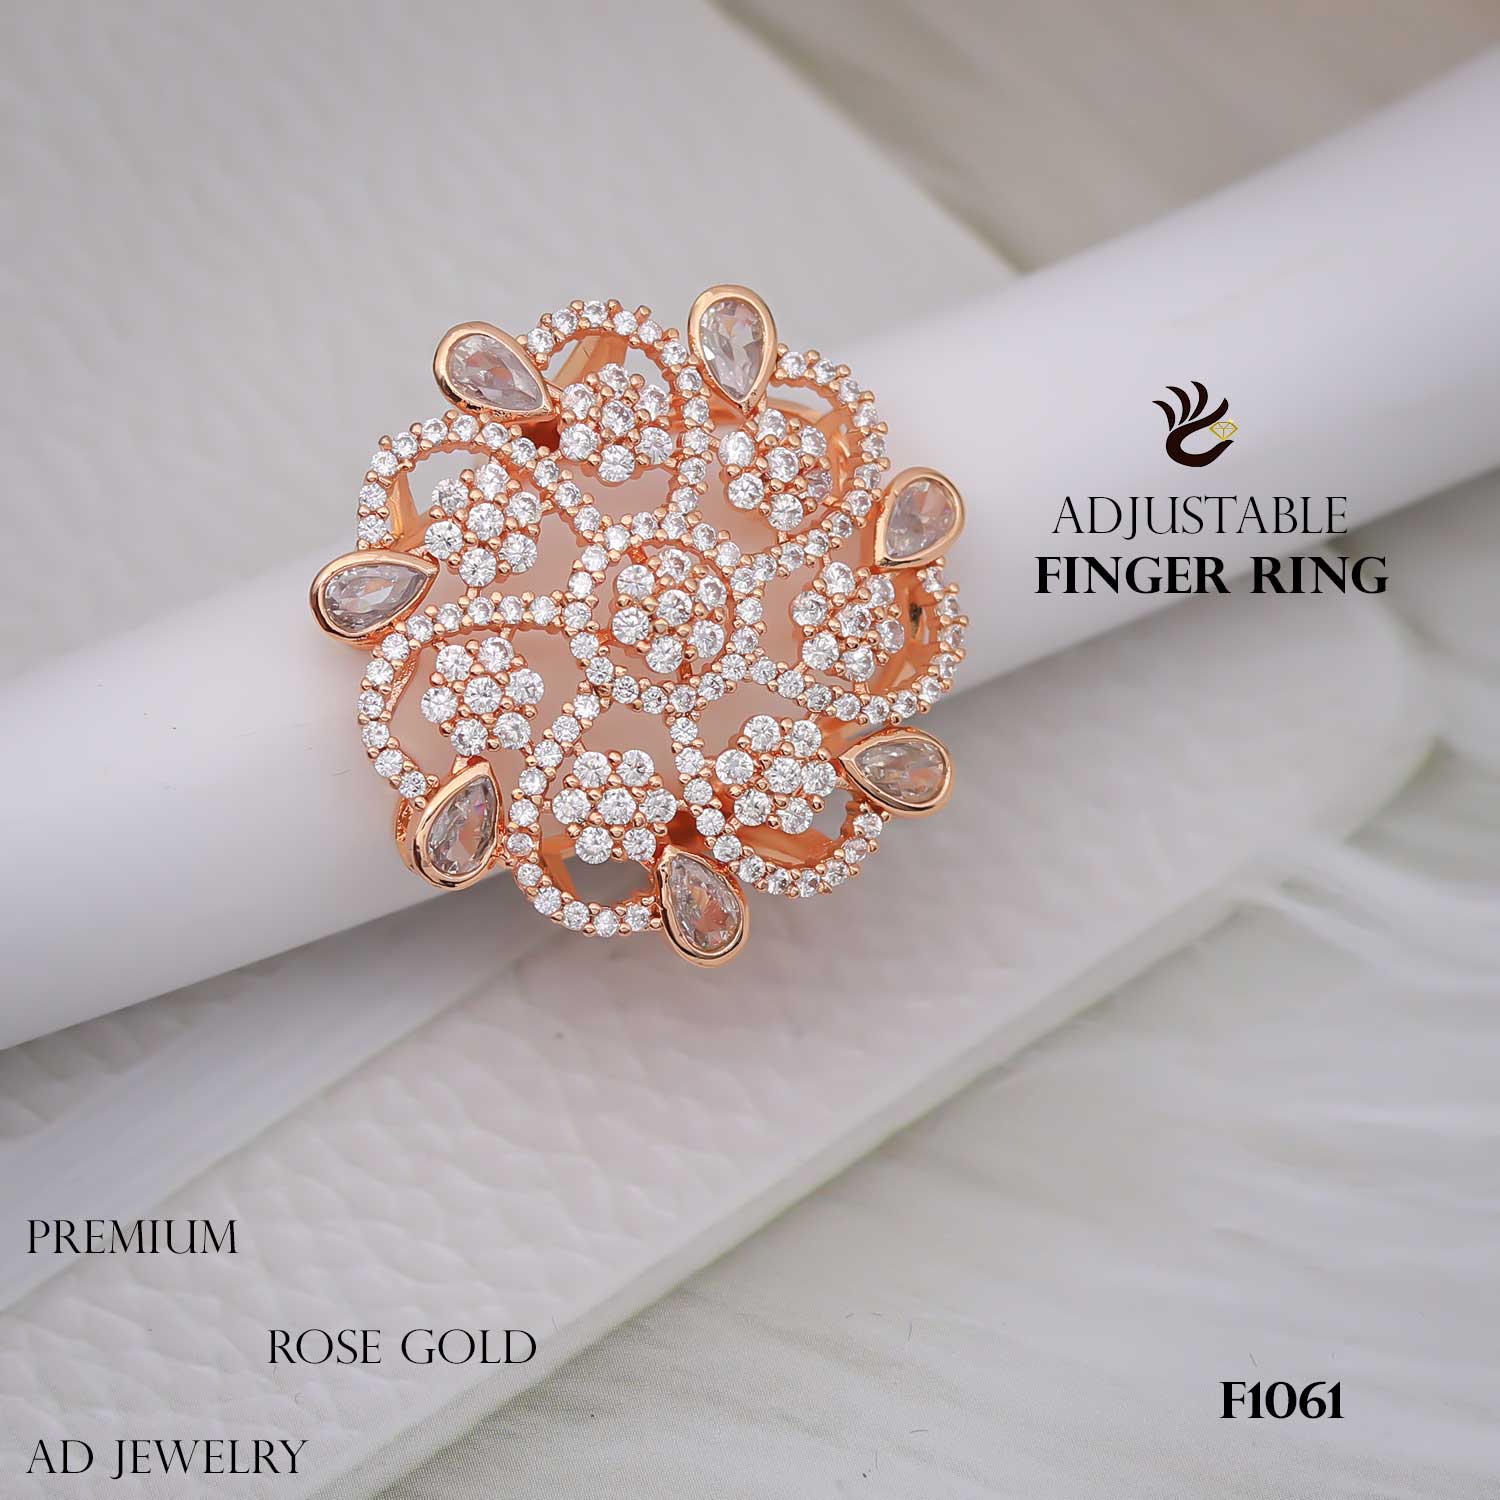 ADJUSTABLE
FINGER RING
PREMIUM
ROSE GOLD
AD JEWELRY
F1061